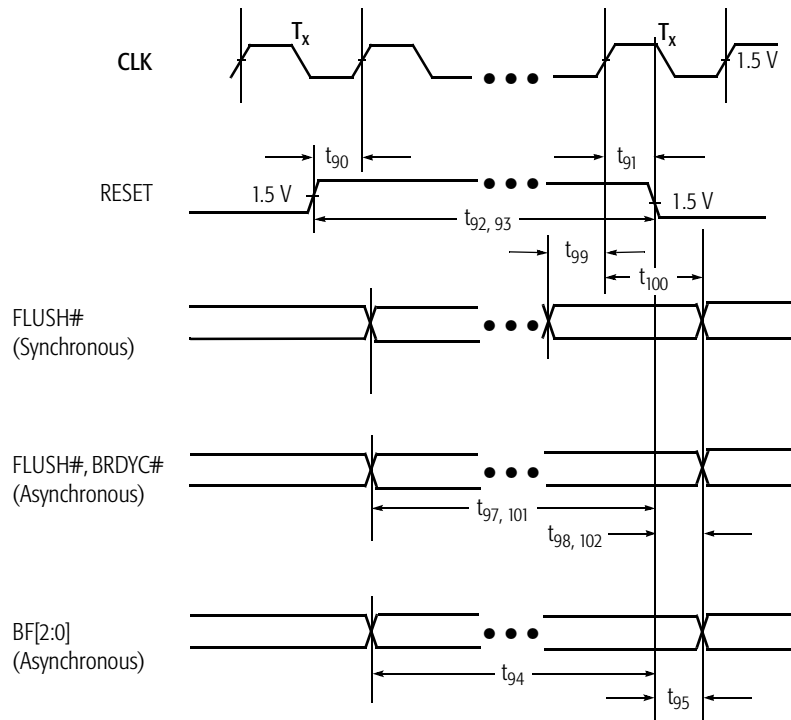 CLK
Tx
Tx
1.5 V
t90
t91
RESET
1.5 V
1.5 V
t92, 93
t99
t100
FLUSH#
(Synchronous)
FLUSH#, BRDYC#
(Asynchronous)
t97, 101
t98, 102
BF[2:0]
(Asynchronous)
t94
t95